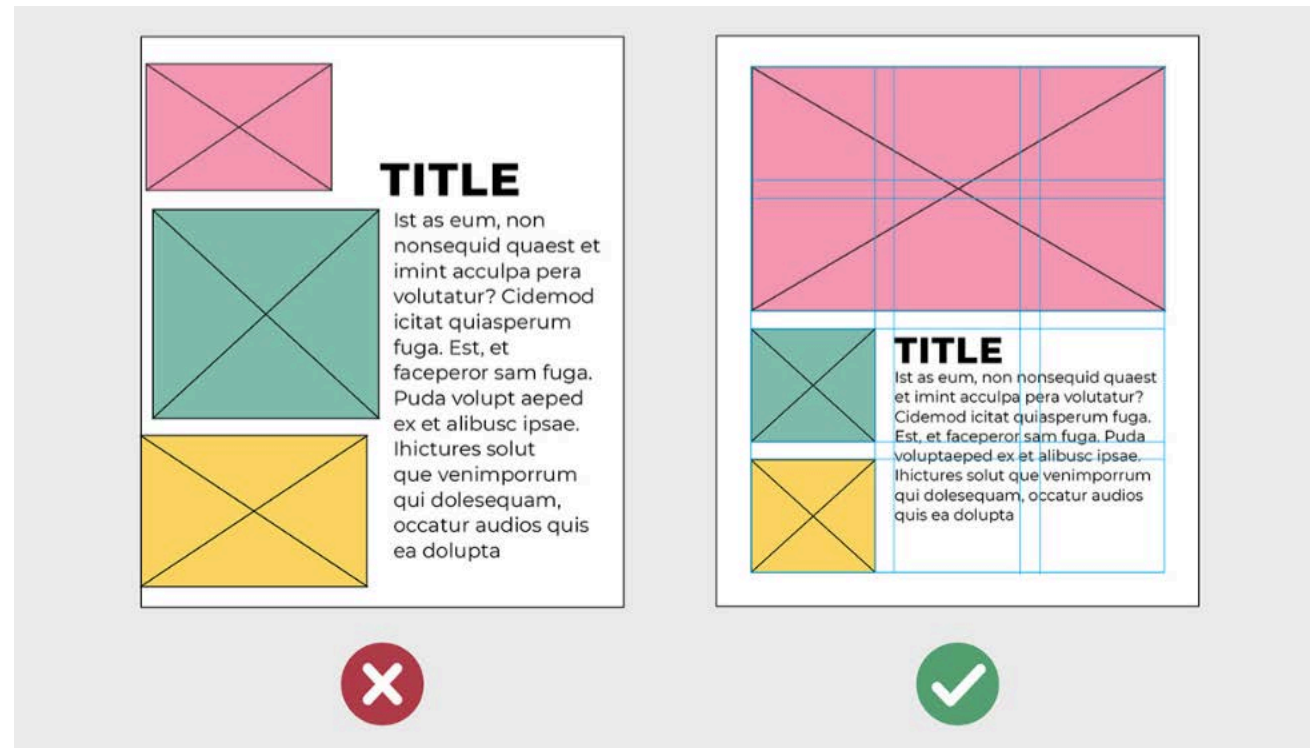 TITLE
Ist as eum, non
nonsequid quaest et
imint acculpa pera
volutatur? Cidemod
icitat quiasperum
fuga. Est, et
faceperor sam fuga.
Puda volupt aeped
ex et alibusc ipsae.
Ihictures solut
que venimporrum
qui dolesequam,
occatur audios quis
ea dolupta
TITLE
Ist as eum, non nonsequid quaest
et imint acculpa pera volutatur?
Cidemod icitat quiasperum fuga.
Est, et faceperor sam fuga. Puda
voluptaeped ex et alibusc ipsae.
Ihictures solut que venimporrum
qui dolesequam, occatur audios
quis ea dolupta